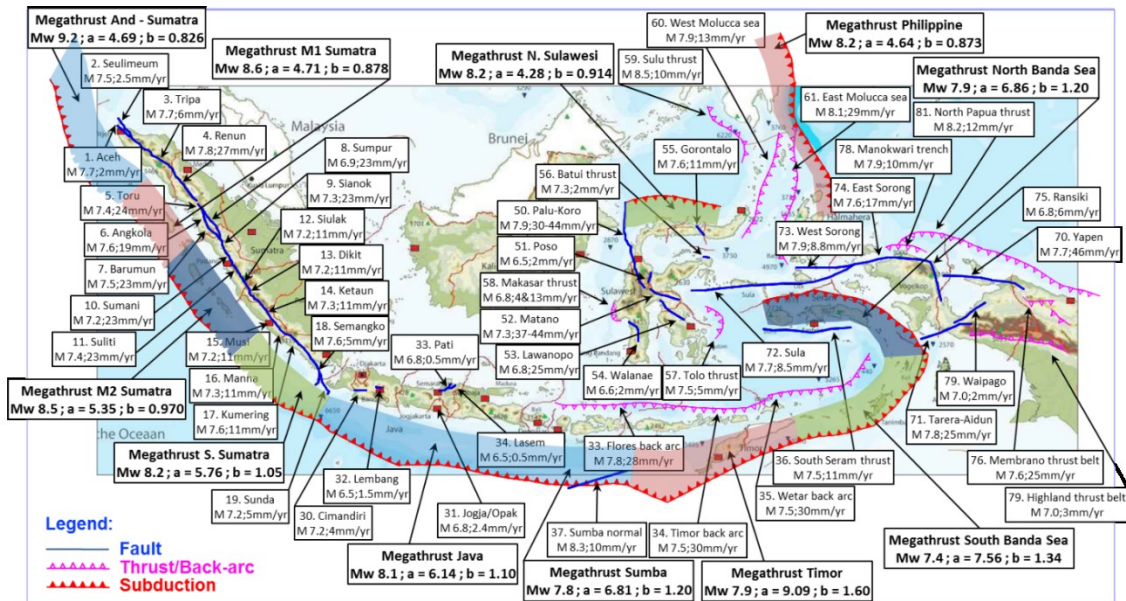 Megathrust And - Sumatra
Mw 9.2 ; a = 4.69 ; b = 0.826
Megathrust M1 Sumatra
Mw 8.6 ; a = 4.71 ; b = 0.878
Megathrust N. Sulawesi
Mw 8.2 ; a = 4.28 ; b = 0.914
60. West Molucca sea
M 7.9;13mm/yr
59. Sulu thrust
M 8.5;10mm/yr
Megathrust Philippine
Mw 8.2 ; a = 4.64 ; b = 0.873
Megathrust North Banda Sea
Mw 7.9 ; a = 6.86 ; b = 1.20
2. Seulimeum
M 7.5;2.5mm/yr
3. Tripa
M 7.7;6mm/yr
4. Renun
M 7.8;27mm/yr
1. Aceh
M 7.7;2mm/yr
8. Sumpur
M 6.9;23mm/yr
9. Sianok
M 7.3;23mm/yr
5. Toru
M 7.4;24mm/yr
6. Angkola
M 7.6;19mm/yr
12. Siulak
M 7.2;11mm/yr
7. Barumun
M 7.5;23mm/yr
13. Dikit
M 7.2;11mm/yr
10. Sumani
M 7.2;23mm/yr
14. Ketaun
M 7.3;11mm/yr
11. Suliti
M 7.4;23mm/yr
15. Musi
M 7.2;11mm/yr
18. Semangko
M 7.6;5mm/yr
16. Manna
M 7.3;11mm/yr
17. Kumering
M 7.6;11mm/yr
Megathrust M2 Sumatra
Mw 8.5 ; a = 5.35 ; b = 0.970
Megathrust S. Sumatra
Mw 8.2 ; a = 5.76 ; b = 1.05
19. Sunda
M 7.2;5mm/yr
30. Cimandiri
M 7.2;4mm/yr
32. Lembang
M 6.5;1.5mm/yr
33. Pati
M 6.8;0.5mm/yr
34. Lasem
M 6.5;0.5mm/yr
31. Jogja/Opak
M 6.8;2.4mm/yr
Megathrust Java
Mw 8.1 ; a = 6.14 ; b = 1.10
61. East Molucca sea
M 8.1;29mm/yr
81. North Papua thrust
M 8.2;12mm/yr
55. Gorontalo
M 7.6;11mm/yr
78. Manokwari trench
M 7.9;10mm/yr
56. Batui thrust
M 7.3;2mm/yr
74. East Sorong
M 7.6;17mm/yr
75. Ransiki
M 6.8;6mm/yr
50. Palu-Koro
M 7.9;30-44mm/yr
73. West Sorong
M 7.9;8.8mm/yr
70. Yapen
M 7.7;46mm/yr
51. Poso
M 6.5;2mm/yr
58. Makasar thrust
M 6.8;4&13mm/yr
52. Matano
M 7.3;37-44mm/yr
53. Lawanopo
M 6.8;25mm/yr
54. Walanae
M 6.6;2mm/yr
57. Tolo thrust
M 7.5;5mm/yr
72. Sula
M 7.7;8.5mm/yr
79. Waipago
M 7.0;2mm/yr
71. Tarera-Aidun
M 7.8;25mm/yr
33. Flores back arc
M 7.8;28mm/yr
36. South Seram thrust
M 7.5;11mm/yr
76. Membrano thrust belt
M 7.6;25mm/yr
35. Wetar back arc
M 7.5;30mm/yr
79. Highland thrust belt
M 7.0;3mm/yr
37. Sumba normal
M 8.3;10mm/yr
34. Timor back arc
M 7.5;30mm/yr
Megathrust South Banda Sea
Mw 7.4 ; a = 7.56 ; b = 1.34
Megathrust Sumba
Mw 7.8 ; a = 6.81 ; b = 1.20
Megathrust Timor
Mw 7.9 ; a = 9.09 ; b = 1.60
Malaysia
Brunei
Sumatra
Sulawesi
Halmahera
Djakarta
Jogjakarta
Java
Timor
Sula
the Oceaan
Legend:
Fault
Thrust/Back-arc
Subduction